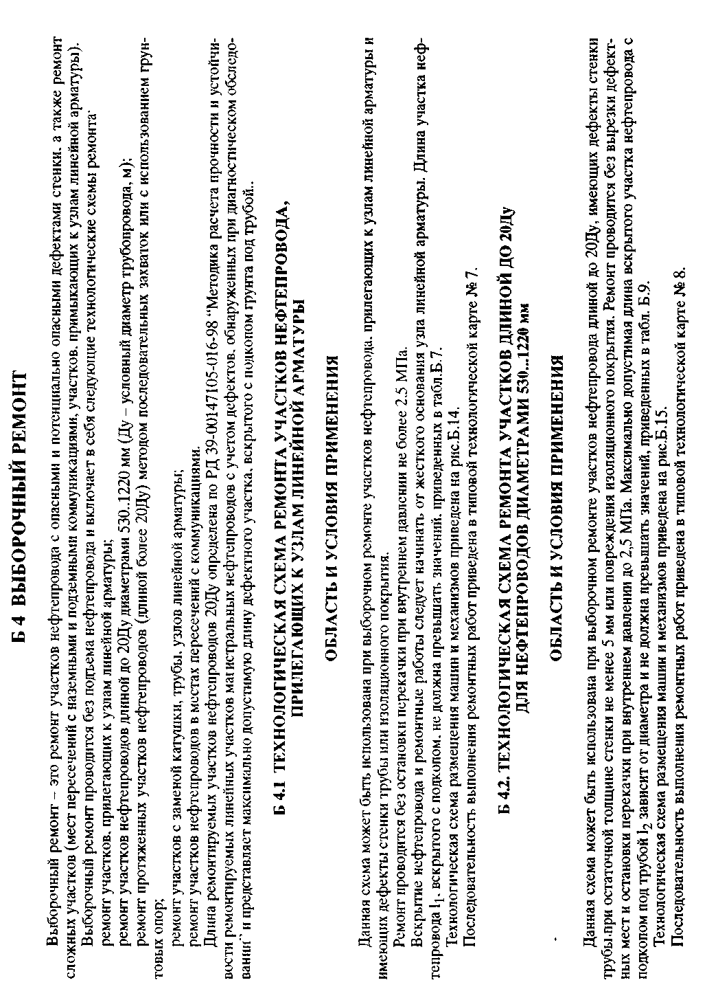 Б 4 ВЫБОРОЧНЫЙ РЕМОНТ
Выборочный ремонт – это ремонт участков нефтепровода с опасными и потенциально опасными дефектами стенки. а также ремонт
сложных участков (мест пересечений с наземными и подземными коммуникациями, участков. примыкающих к узлам линейной арматуры).
Выборочный ремонт проводится без подъема нефтепровода и включает в себя следующие технологические схемы ремонта
ремонт участков. прилегающих к узлам линейной арматуры;
ремонт участков нефтепроводов длиной до 20Ду диаметрами 530..1220 мм (Ду – условный диаметр трубопровода, м);
ремонт протяженных участков нефтепроводов (длиной более 20Ду) методом последовательных захваток или с использованием грун-
товых опор;
ремонт участков с заменой катушки, трубы. узлов линейной арматуры;
ремонт участков нефтепроводов в местах пересечений с коммуникациями.
Длина ремонтируемых участков нефтепроводов 20Ду определена по РД 39-00147105-016-98 “Методика расчета прочности и устойчи-
вости ремонтируемых линейных участков магистральных нефтепроводов с учетом дефектов. обнаруженных при диагностическом обследо-
вании” и представляет максимально допустимую длину дефектного участка, вскрытого с подкопом грунта под трубой..
Б 4.1 ТЕХНОЛОГИЧЕСКАЯ СХЕМА РЕМОНТА УЧАСТКОВ НЕФТЕПРОВОДА,
ПРИЛЕГАЮЩИХ К УЗЛАМ ЛИНЕЙНОЙ АРМАТУРЫ
ОБЛАСТЬ И УСЛОВИЯ ПРИМЕНЕНИЯ
Данная схема может быть использована при выборочном ремонте участков нефтепровода. прилегающих к узлам линейной арматуры и
имеющих дефекты стенки трубы или изоляционного покрытия.
Ремонт проводится без остановки перекачки при внутреннем давлении не более 2.5 МПа.
Вскрытие нефтепровода и ремонтные работы следует начинать от жесткого основания узла линейной арматуры. Длина участка неф-
тепровода l1. вскрытого с подкопом. не должна превышать значений. приведенных в табл.Б.7.
Технологическая схема размещения машин и механизмов приведена на рис.Б.14.
Последовательность выполнения ремонтных работ приведена в типовой технологической карте № 7.
Б 4.2. ТЕХНОЛОГИЧЕСКАЯ СХЕМА РЕМОНТА УЧАСТКОВ ДЛИНОЙ ДО 20Ду
ДЛЯ НЕФТЕПРОВОДОВ ДИАМЕТРАМИ 530...1220 мм
ОБЛАСТЬ И УСЛОВИЯ ПРИМЕНЕНИЯ
Данная схема может быть использована при выборочном ремонте участков нефтепровода длиной до 20Ду, имеющих дефекты стенки
трубы при остаточной толщине стенки не менее 5 мм или повреждения изоляционного покрытия. Ремонт проводится без вырезки дефект-
ных мест и остановки перекачки при внутреннем давлении до 2,5 МПа. Максимально допустимая длина вскрытого участка нефтепровода с
подкопом под трубой l2 зависит от диаметра и не должна превышать значений, приведенных в табл. Б.9.
Технологическая схема размещения машин и механизмов приведена на рис.Б.15.
Последовательность выполнения ремонтных работ приведена в типовой технологической карте № 8.